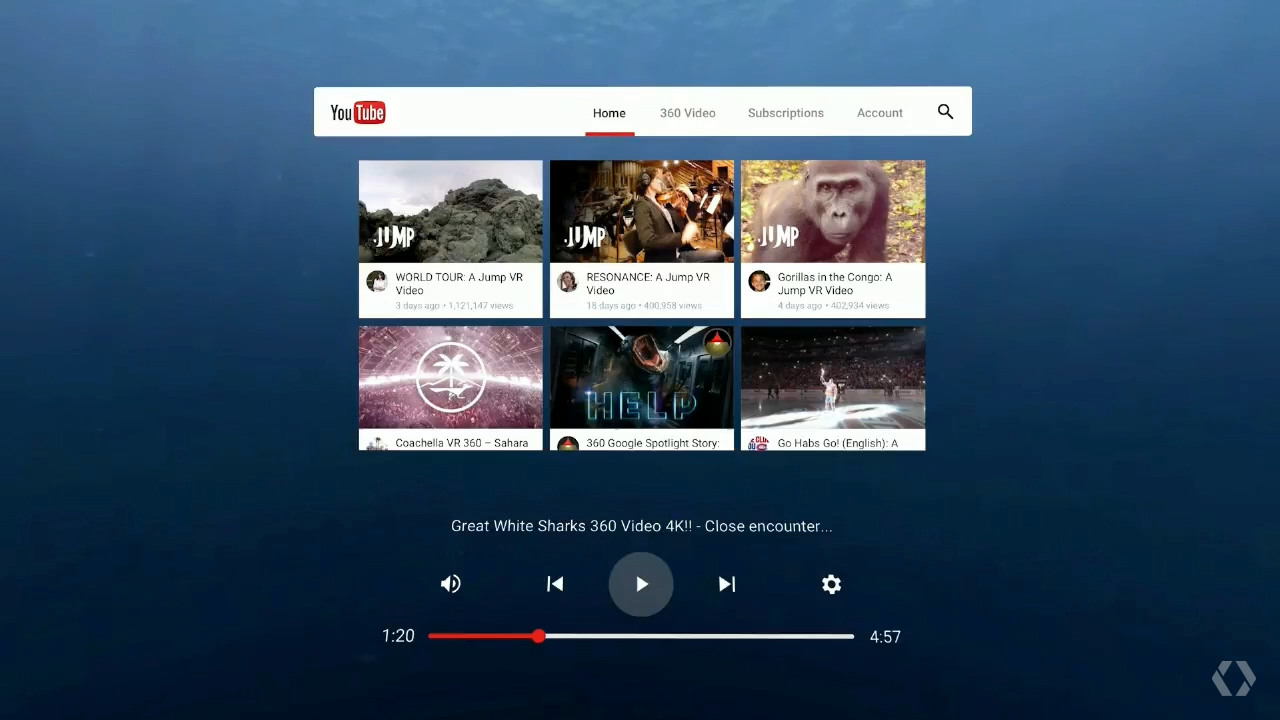 YouTube
Home
360 Video
Subscriptions
Account
JUMP
JUMP
JUMP
WORLD TOUR: A Jump VR
Video
3 days ago • 1,121,147 views
RESONANCE: A Jump VR
Video
18 days ago • 400,958 views
Gorillas in the Congo: A
Jump VR Video
4 days ago • 402,934 views
HELP
Coachella VR 360 – Sahara
360 Google Spotlight Story:
Go Habs Go! (English): A
Great White Sharks 360 Video 4K!! - Close encounter...
1:20
4:57